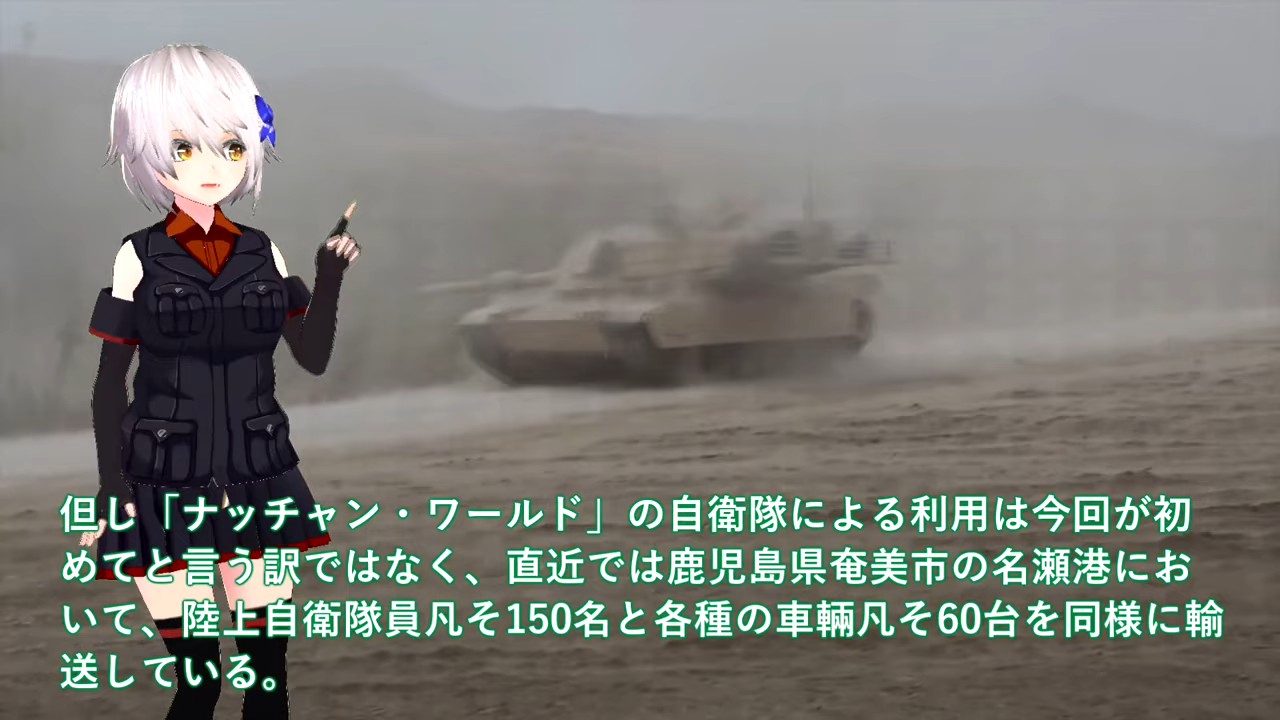 但し「ナッチャン・ワールド」の自衛隊による利用は今回が初
めてと言う訳ではなく、直近では鹿児島県奄美市の名瀬港にお
いて、陸上自衛隊員凡そ150名と各種の車輛凡そ60台を同様に輸
送している。